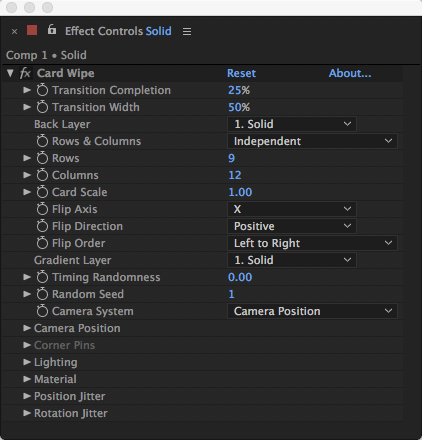 Effect Controls Solid
Comp 1 • Solid
fx Card Wipe Reset About...
Transition Completion 25%
Transition Width 50%
Back Layer 1. Solid
Rows & Columns Independent
Rows 9
Columns 12
Card Scale 1.00
Flip Axis X
Flip Direction Positive
Flip Order Left to Right
Gradient Layer 1. Solid
Timing Randomness 0.00
Random Seed 1
Camera System Camera Position
Camera Position
Corner Pins
Lighting
Material
Position Jitter
Rotation Jitter